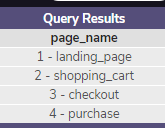 Query Results
page_name
1 - landing_page
2 - shopping_cart
3 - checkout
4 - purchase